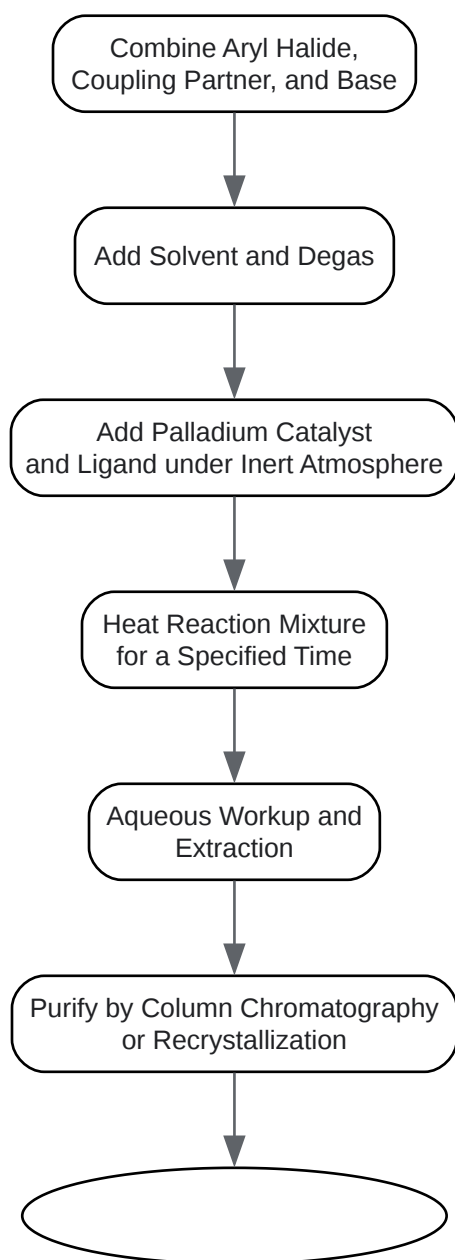 Combine Aryl Halide,
Coupling Partner, and Base
Add Solvent and Degas
Add Palladium Catalyst
and Ligand under Inert Atmosphere
Heat Reaction Mixture
for a Specified Time
Aqueous Workup and
Extraction
Purify by Column Chromatography
or Recrystallization